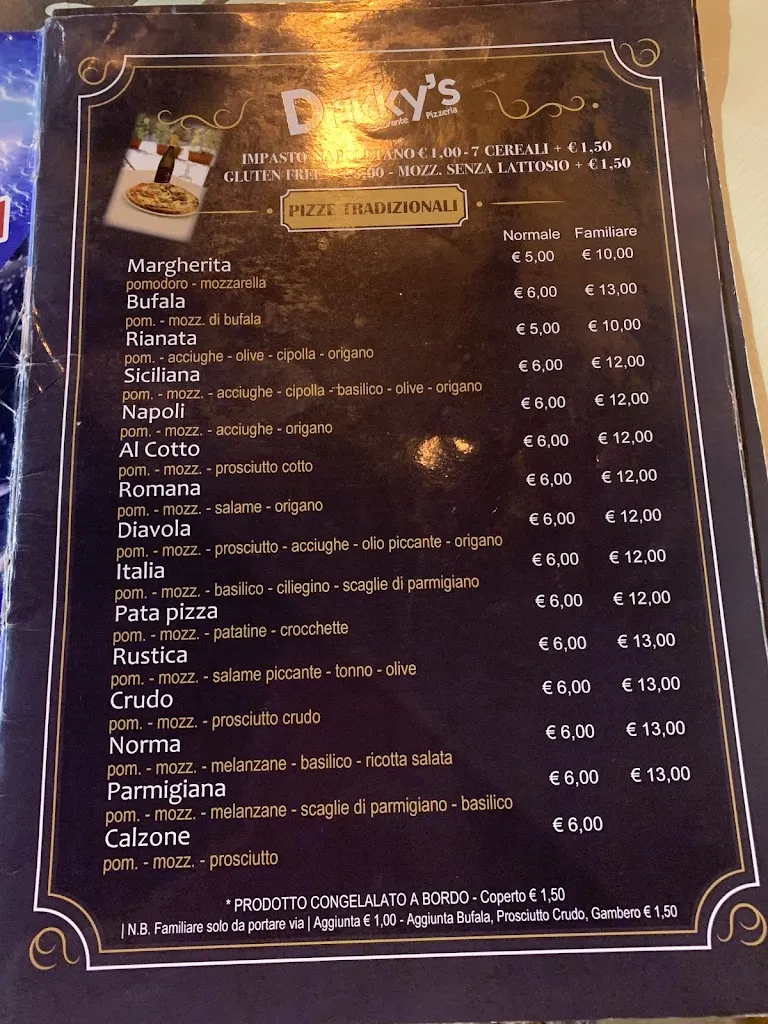 Pizzeria
IMPASTO € 1,00 - 7 CEREALI + € 1,50
GLUTEN - MOZZ. SENZA LATTOSIO + € 1,50
PIZZE TRADIZIONALI
Normale Familiare
Margherita € 5,00 € 10,00
pomodoro - mozzarella
Bufala € 6,00 € 13,00
pom. - mozz. di bufala
Rianata € 5,00 € 10,00
pom. - acciughe - olive - cipolla - origano
Siciliana € 6,00 € 12,00
pom. - mozz. - acciughe - cipolla - basilico - olive - origano
Napoli € 6,00 € 12,00
pom. - mozz. - acciughe - origano
Al Cotto € 6,00 € 12,00
pom. - mozz. - prosciutto cotto
Romana € 6,00 € 12,00
pom. - mozz. - salame - origano
Diavola € 6,00 € 12,00
pom. - mozz. - prosciutto - acciughe - olio piccante - origano
Italia € 6,00 € 12,00
pom. - mozz. - basilico - ciliegino - scaglie di parmigiano
Pata pizza € 6,00 € 12,00
pom. - mozz. - patatine - crocchette
Rustica € 6,00 € 13,00
pom. - mozz. - salame piccante - tonno - olive
Crudo € 6,00 € 13,00
pom. - mozz. - prosciutto crudo
Norma € 6,00 € 13,00
pom. - mozz. - melanzane - basilico - ricotta salata
Parmigiana € 6,00 € 13,00
pom. - mozz. - melanzane - scaglie di parmigiano - basilico
Calzone € 6,00
pom. - mozz. - prosciutto
* PRODOTTO CONGELALATO A BORDO - Coperto € 1,50
| N.B. Familiare solo da portare via | Aggiunta € 1,00 - Aggiunta Bufala, Prosciutto Crudo, Gambero € 1,50